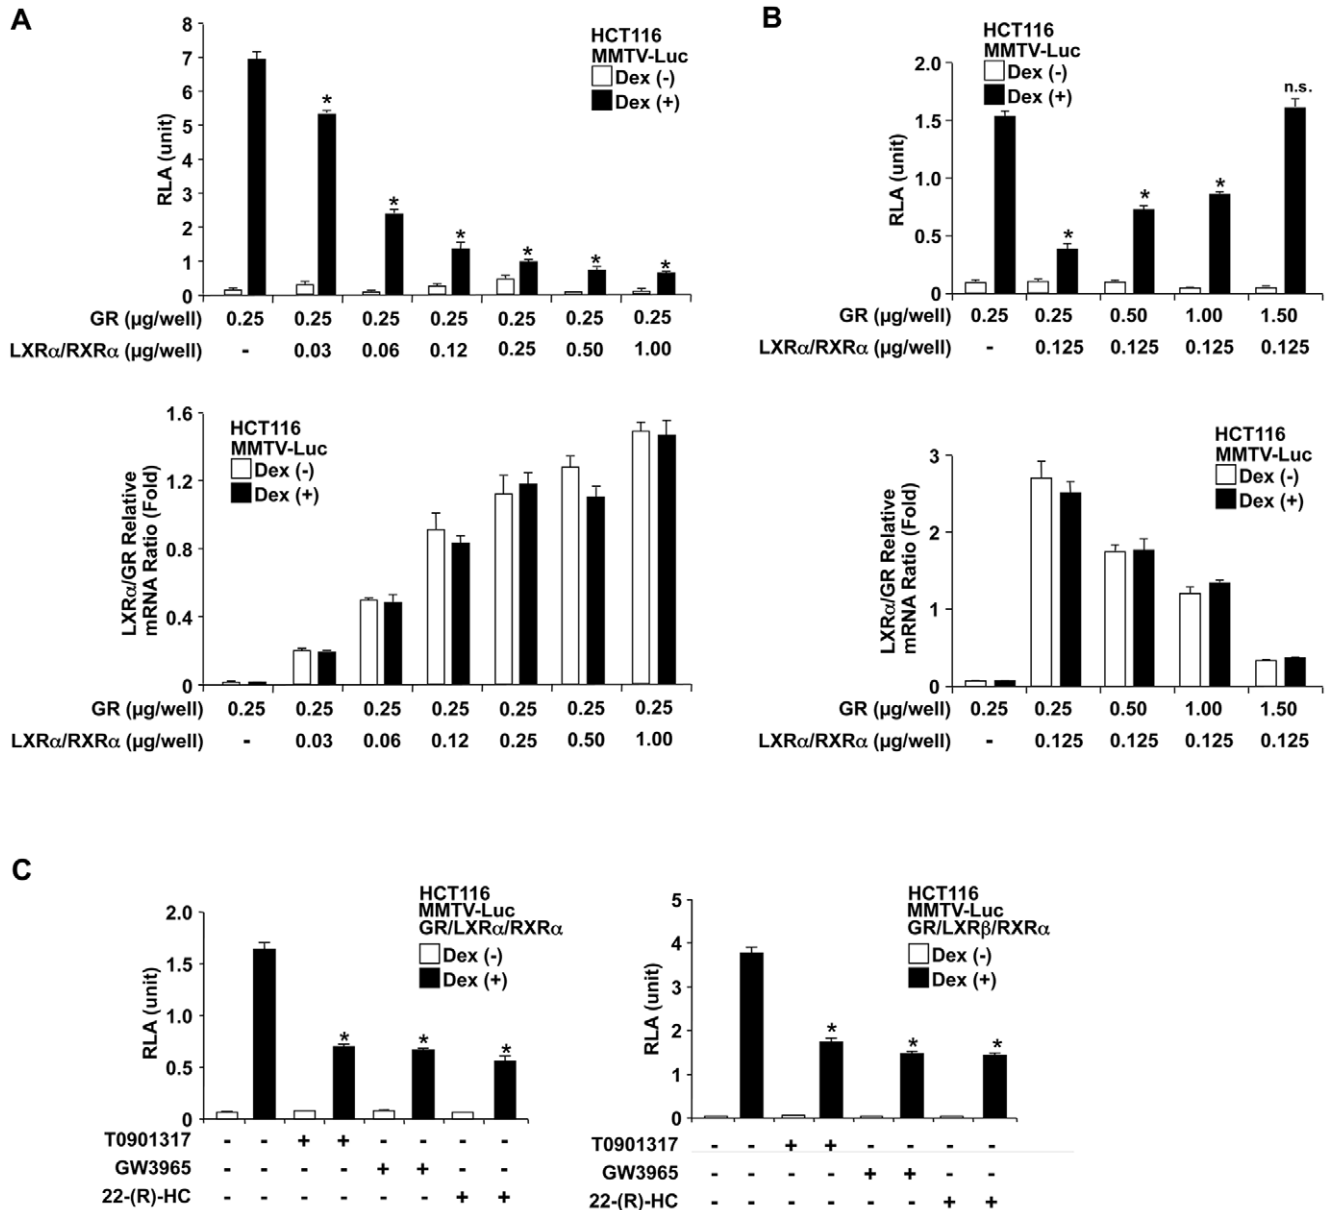 A
8
7
6
5
4
3
2
1
0
RLA (unit)
HCT116
MMTV-Luc
Dex (-)
Dex (+)
* * * * * *
GR (µg/well) 0.25 0.25 0.25 0.25 0.25 0.25 0.25
LXRα/RXRα (µg/well) - 0.03 0.06 0.12 0.25 0.50 1.00
B
2.0
1.5
1.0
0.5
0
RLA (unit)
HCT116
MMTV-Luc
Dex (-)
Dex (+)
* * * n.s.
GR (µg/well) 0.25 0.25 0.50 1.00 1.50
LXRα/RXRα (µg/well) - 0.125 0.125 0.125 0.125
1.6
1.2
0.8
0.4
0
LXRα/GR Relative
mRNA Ratio (Fold)
HCT116
MMTV-Luc
Dex (-)
Dex (+)
GR (µg/well) 0.25 0.25 0.25 0.25 0.25 0.25 0.25
LXRα/RXRα (µg/well) - 0.03 0.06 0.12 0.25 0.50 1.00
3
2
1
0
LXRα/GR Relative
mRNA Ratio (Fold)
HCT116
MMTV-Luc
Dex (-)
Dex (+)
GR (µg/well) 0.25 0.25 0.50 1.00 1.50
LXRα/RXRα (µg/well) - 0.125 0.125 0.125 0.125
C
2.0
1.5
1.0
0.5
0
RLA (unit)
HCT116
MMTV-Luc
GR/LXRα/RXRα
Dex (-)
Dex (+)
* * *
T0901317 - - + + - - - -
GW3965 - - - - + + - -
22-(R)-HC - - - - - - + +
5
4
3
2
1
0
RLA (unit)
HCT116
MMTV-Luc
GR/LXRβ/RXRα
Dex (-)
Dex (+)
* * *
T0901317 - - + + - - - -
GW3965 - - - - + + - -
22-(R)-HC - - - - - - + +